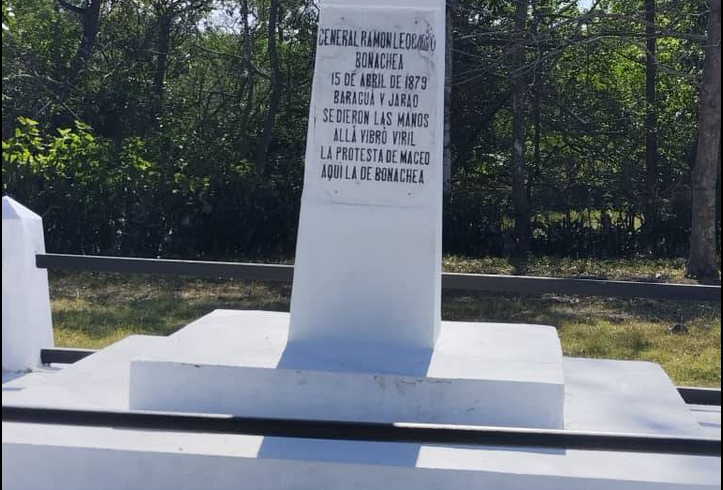 GENERAL RAMON LEOCADIO
BONACHEA
15 DE ABRIL DE 1879
BARAGUÁ Y JARAO
SE DIERON LAS MANOS
ALLÁ VIBRÓ VIRIL
LA PROTESTA DE MACEO
AQUI LA DE BONACHEA